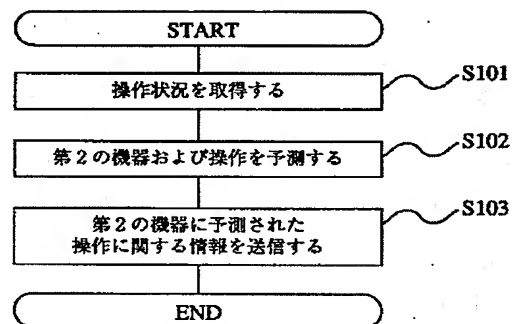 START
操作状況を取得する
S101
第2の機器および操作を予測する
S102
第2の機器に予測された
操作に関する情報を送信する
S103
END